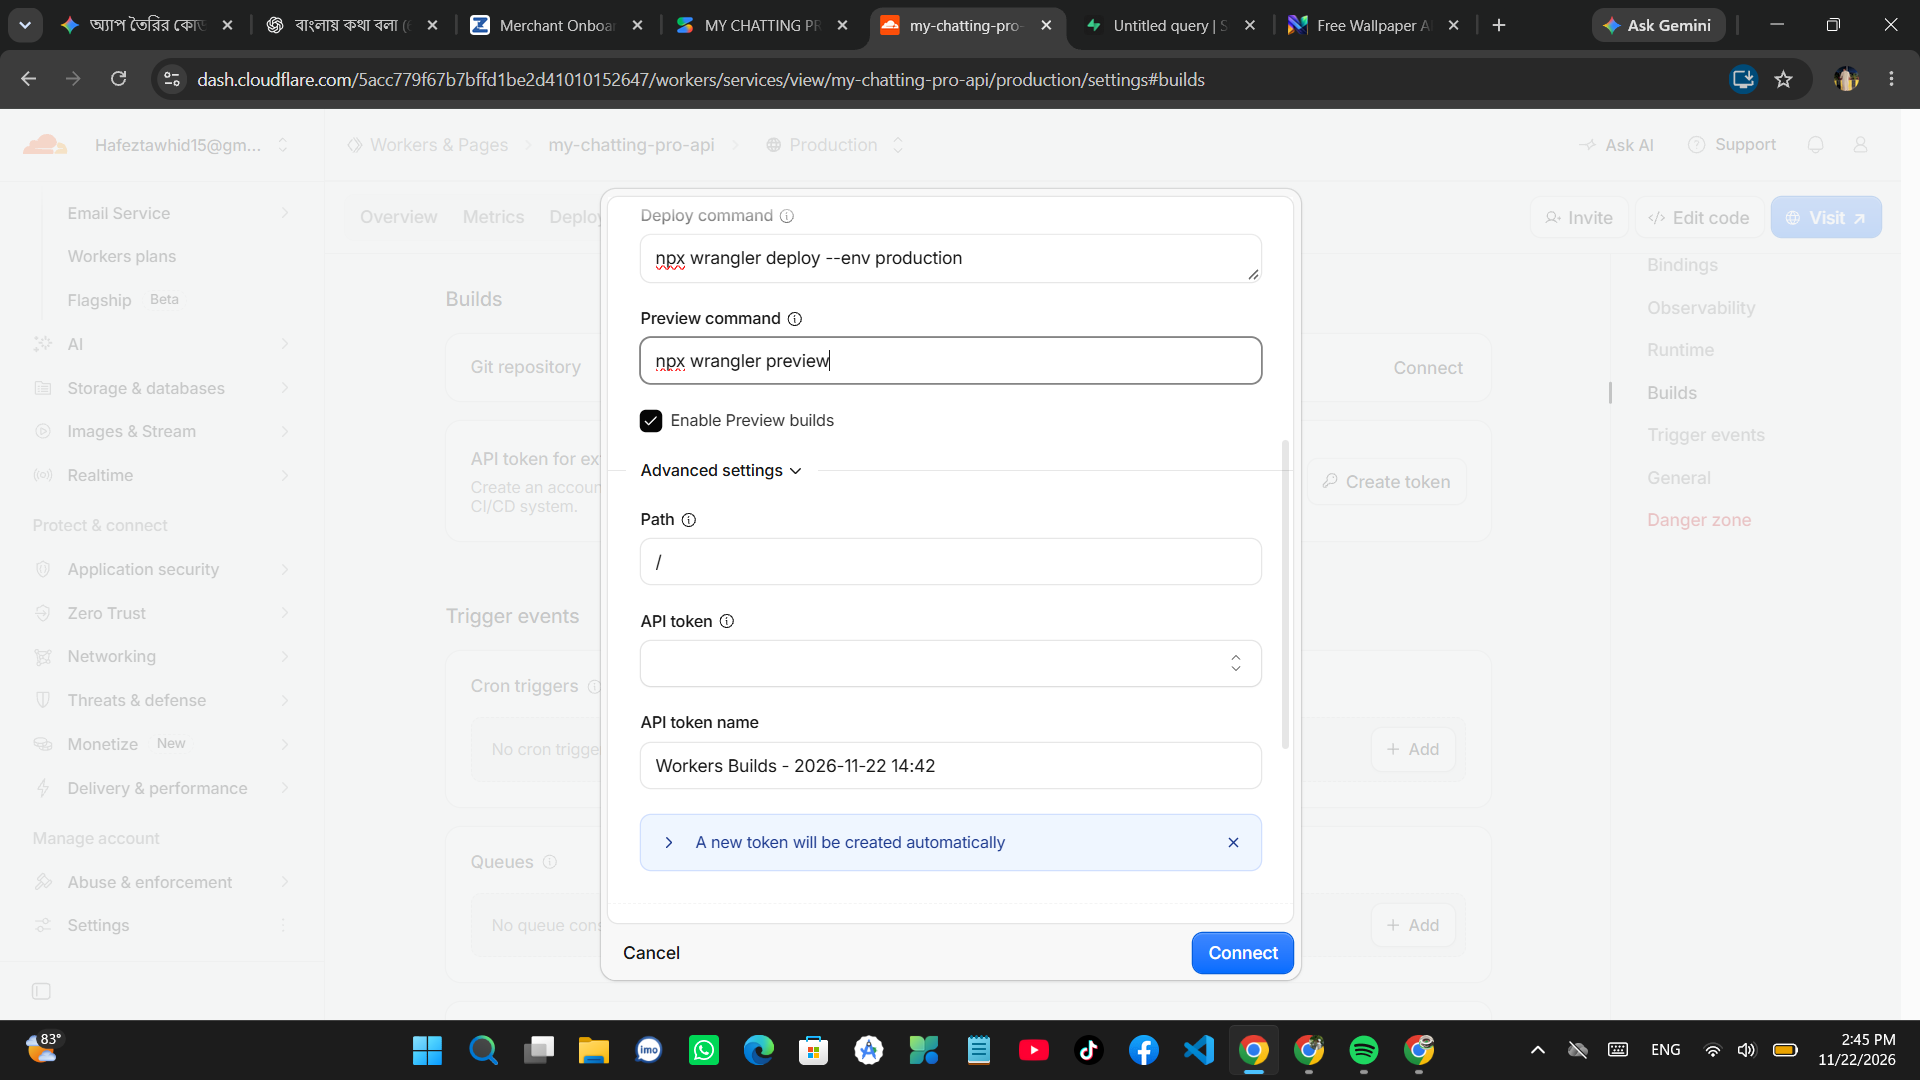 অ্যাপ তৈরির কোড
বাংলায় কথা বলা (
Merchant Onboar
MY CHATTING PR
my-chatting-pro-
Untitled query | S
Free Wallpaper A
Ask Gemini
dash.cloudflare.com/5acc779f67b7bffd1be2d41010152647/workers/services/view/my-chatting-pro-api/production/settings#builds
Hafeztawhid15@gm...
Workers & Pages
my-chatting-pro-api
Production
Ask AI
Support
Email Service
Workers plans
Flagship Beta
AI
Storage & databases
Images & Stream
Realtime
Protect & connect
Application security
Zero Trust
Networking
Threats & defense
Monetize New
Delivery & performance
Manage account
Abuse & enforcement
Settings
Overview Metrics Deploy
Invite
Edit code
Visit
Builds
Git repository
Connect
API token for ex
Create an accoun
CI/CD system.
Create token
Trigger events
Cron triggers
No cron trigge
Add
Queues
No queue cons
Add
Bindings
Observability
Runtime
Builds
Trigger events
General
Danger zone
Deploy command
npx wrangler deploy --env production
Preview command
npx wrangler preview
Enable Preview builds
Advanced settings
Path
/
API token
API token name
Workers Builds - 2026-11-22 14:42
A new token will be created automatically
Cancel
Connect
83°
imo
ENG
2:45 PM
11/22/2026